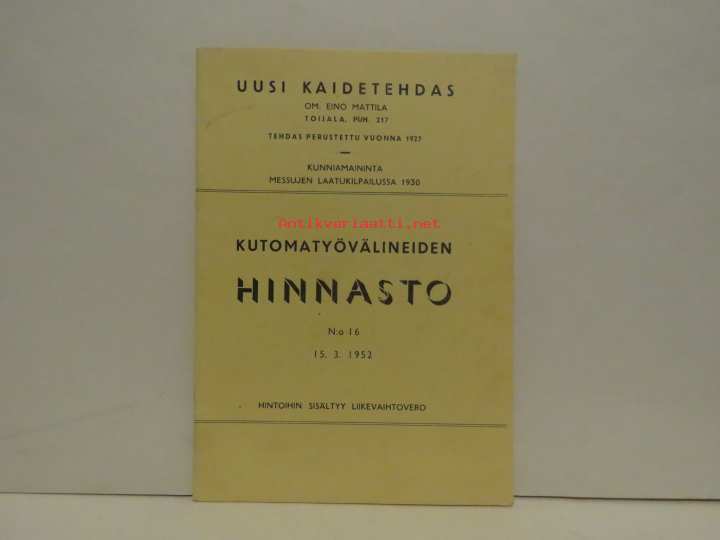 UUSI KAIDETEHDAS
OM. EINO MATTILA
TOIJALA, PUH. 217
TEHDAS PERUSTETTU VUONNA 1927
KUNNIAMAININTA
MESSUJEN LAATUKILPAILUSSA 1930
Antikvariaatti.net
KUTOMATYÖVÄLINEIDEN
HINNASTO
N:o 16
15. 3. 1952
HINTOIHIN SISÄLTYY LIIKEVAIHTOVERO